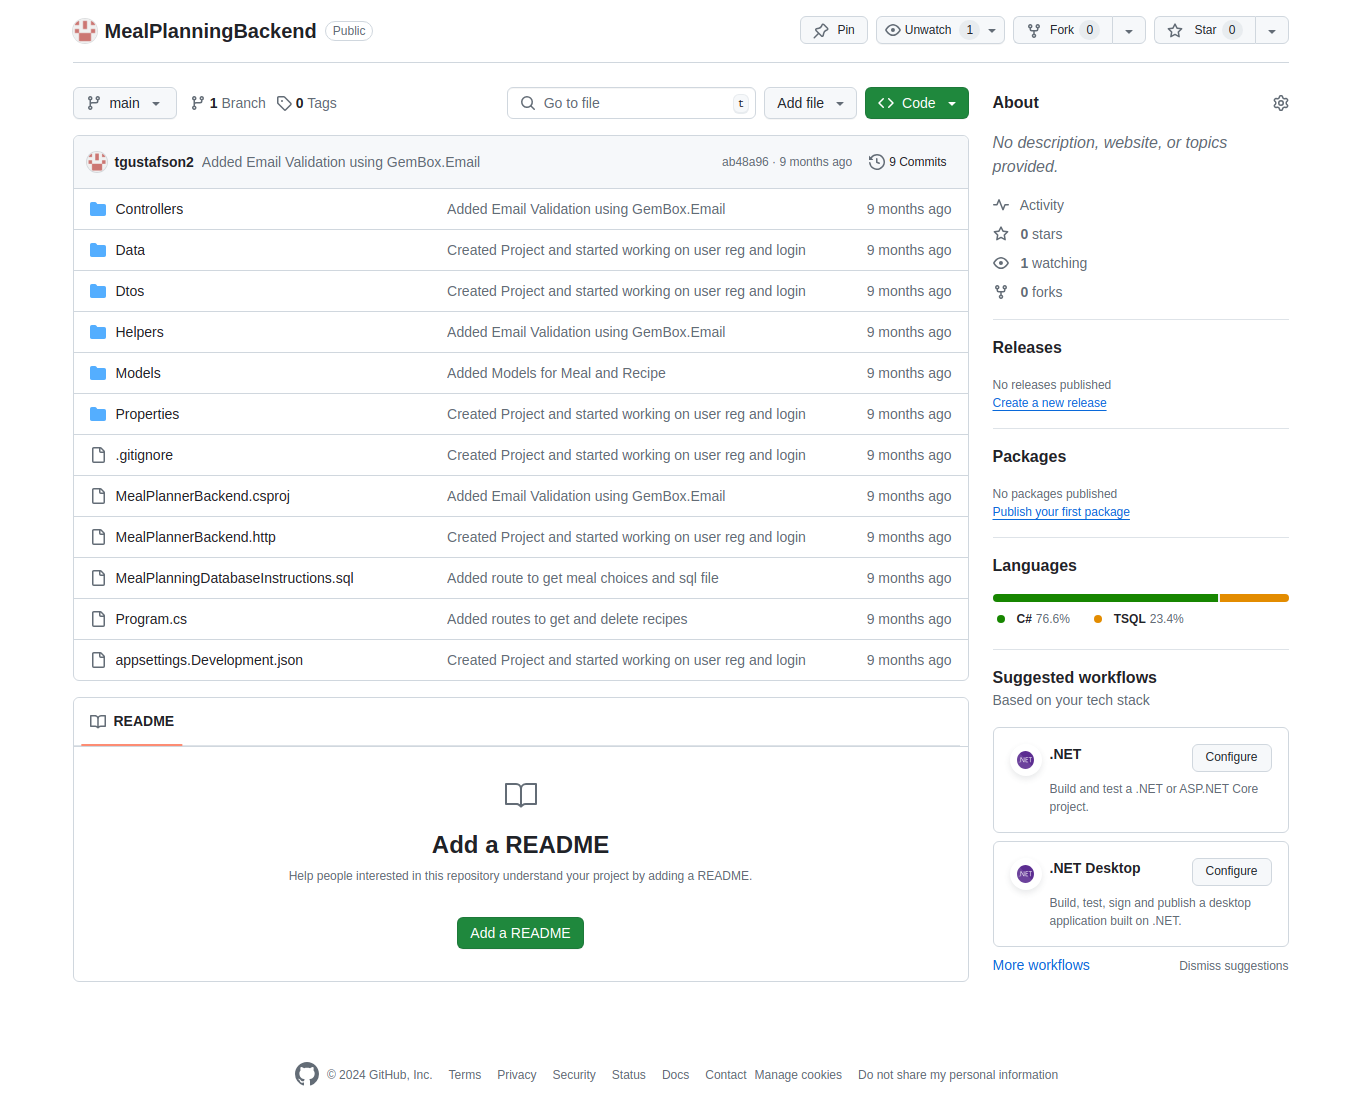 MealPlanningBackend Public Pin Unwatch 1 Fork 0 Star 0
main 1 Branch 0 Tags Go to file t Add file Code
tgustafson2 Added Email Validation using GemBox.Email ab48a96 · 9 months ago 9 Commits
Controllers Added Email Validation using GemBox.Email 9 months ago
Data Created Project and started working on user reg and login 9 months ago
Dtos Created Project and started working on user reg and login 9 months ago
Helpers Added Email Validation using GemBox.Email 9 months ago
Models Added Models for Meal and Recipe 9 months ago
Properties Created Project and started working on user reg and login 9 months ago
.gitignore Created Project and started working on user reg and login 9 months ago
MealPlannerBackend.csproj Added Email Validation using GemBox.Email 9 months ago
MealPlannerBackend.http Created Project and started working on user reg and login 9 months ago
MealPlanningDatabaseInstructions.sql Added route to get meal choices and sql file 9 months ago
Program.cs Added routes to get and delete recipes 9 months ago
appsettings.Development.json Created Project and started working on user reg and login 9 months ago
README
Add a README
Help people interested in this repository understand your project by adding a README.
Add a README
About
No description, website, or topics
provided.
Activity
0 stars
1 watching
0 forks
Releases
No releases published
Create a new release
Packages
No packages published
Publish your first package
Languages
C# 76.6% TSQL 23.4%
Suggested workflows
Based on your tech stack
.NET .NET Configure
Build and test a .NET or ASP.NET Core
project.
.NET .NET Desktop Configure
Build, test, sign and publish a desktop
application built on .NET.
More workflows Dismiss suggestions
© 2024 GitHub, Inc. Terms Privacy Security Status Docs Contact Manage cookies Do not share my personal information